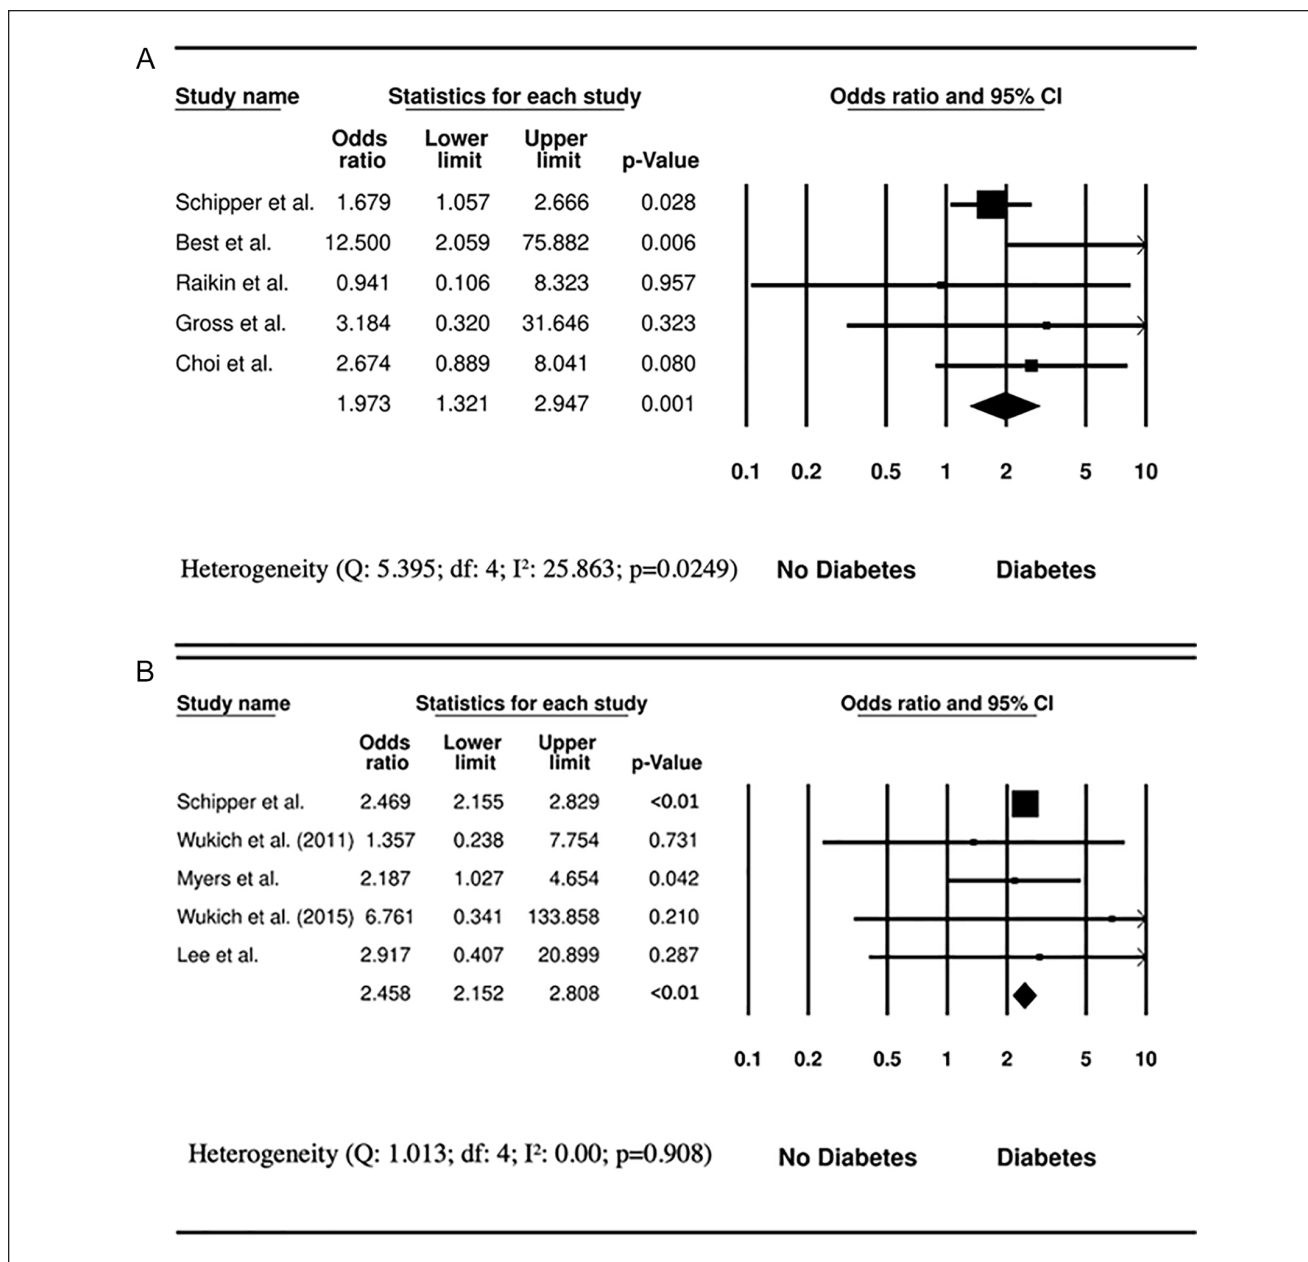 A
Study name Statistics for each study Odds ratio and 95% CI
Odds ratio Lower limit Upper limit p-Value
Schipper et al. 1.679 1.057 2.666 0.028
Best et al. 12.500 2.059 75.882 0.006
Raikin et al. 0.941 0.106 8.323 0.957
Gross et al. 3.184 0.320 31.646 0.323
Choi et al. 2.674 0.889 8.041 0.080
1.973 1.321 2.947 0.001
0.1 0.2 0.5 1 2 5 10
Heterogeneity (Q: 5.395; df: 4; I²: 25.863; p=0.0249) No Diabetes Diabetes
B
Study name Statistics for each study Odds ratio and 95% CI
Odds ratio Lower limit Upper limit p-Value
Schipper et al. 2.469 2.155 2.829 <0.01
Wukich et al. (2011) 1.357 0.238 7.754 0.731
Myers et al. 2.187 1.027 4.654 0.042
Wukich et al. (2015) 6.761 0.341 133.858 0.210
Lee et al. 2.917 0.407 20.899 0.287
2.458 2.152 2.808 <0.01
0.1 0.2 0.5 1 2 5 10
Heterogeneity (Q: 1.013; df: 4; I²: 0.00; p=0.908) No Diabetes Diabetes